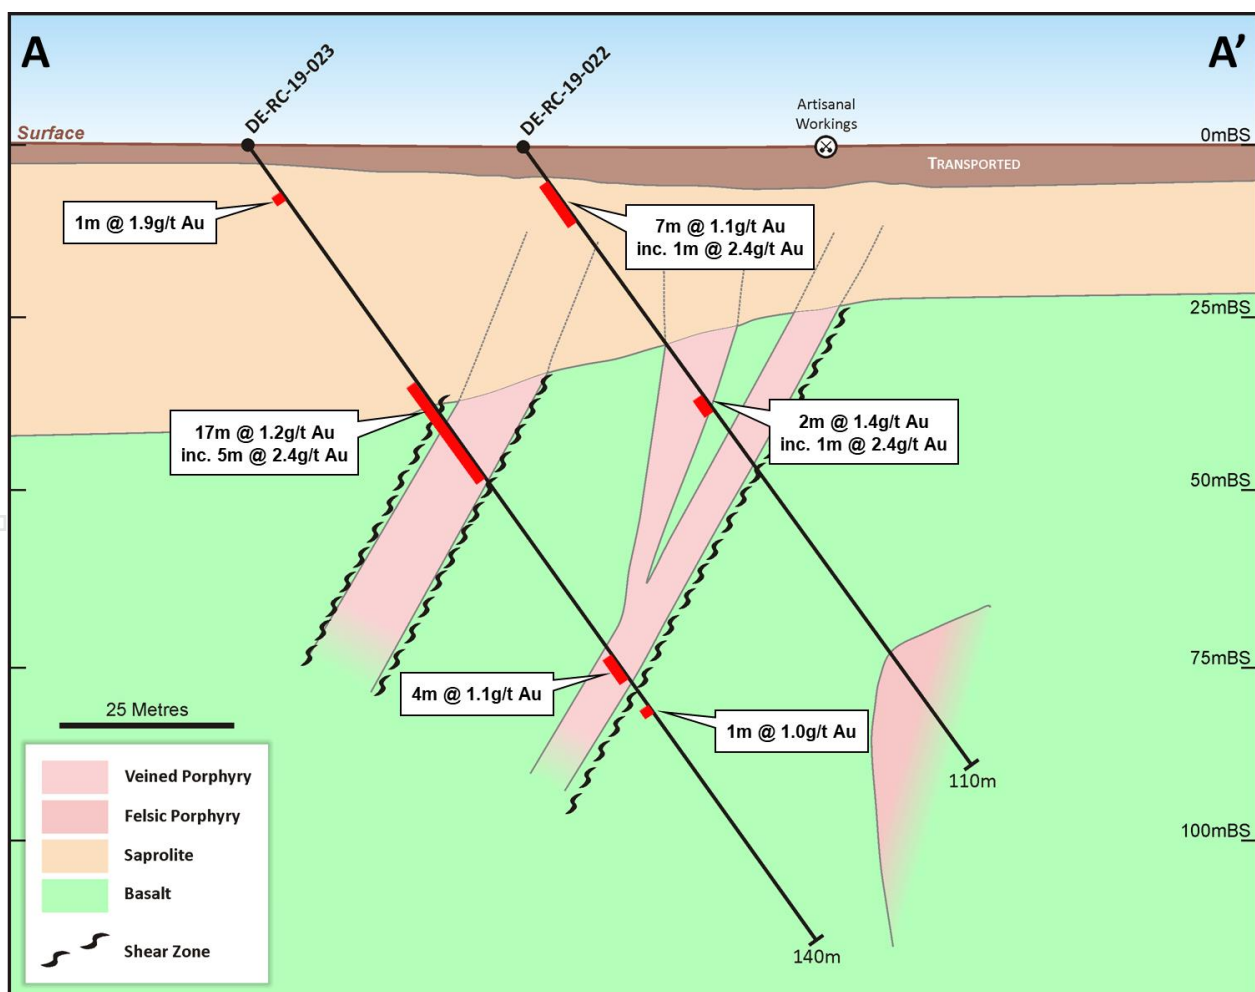 A
A'
DE-RC-19-023
DE-RC-19-022
Artisanal
Workings
Surface
0mBS
TRANSPORTED
1m @ 1.9g/t Au
7m @ 1.1g/t Au
inc. 1m @ 2.4g/t Au
25mBS
17m @ 1.2g/t Au
inc. 5m @ 2.4g/t Au
2m @ 1.4g/t Au
inc. 1m @ 2.4g/t Au
50mBS
75mBS
4m @ 1.1g/t Au
1m @ 1.0g/t Au
25 Metres
110m
100mBS
140m
Veined Porphyry
Felsic Porphyry
Saprolite
Basalt
Shear Zone